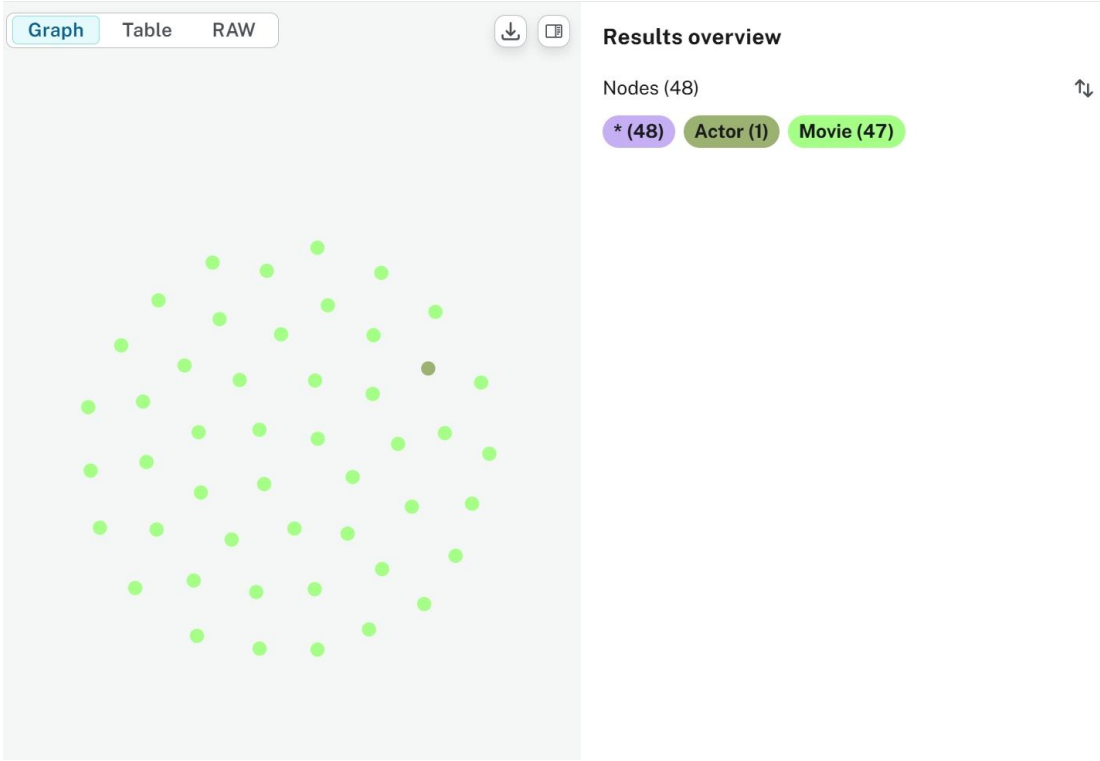 Graph Table RAW
Results overview
Nodes (48)
* (48) Actor (1) Movie (47)